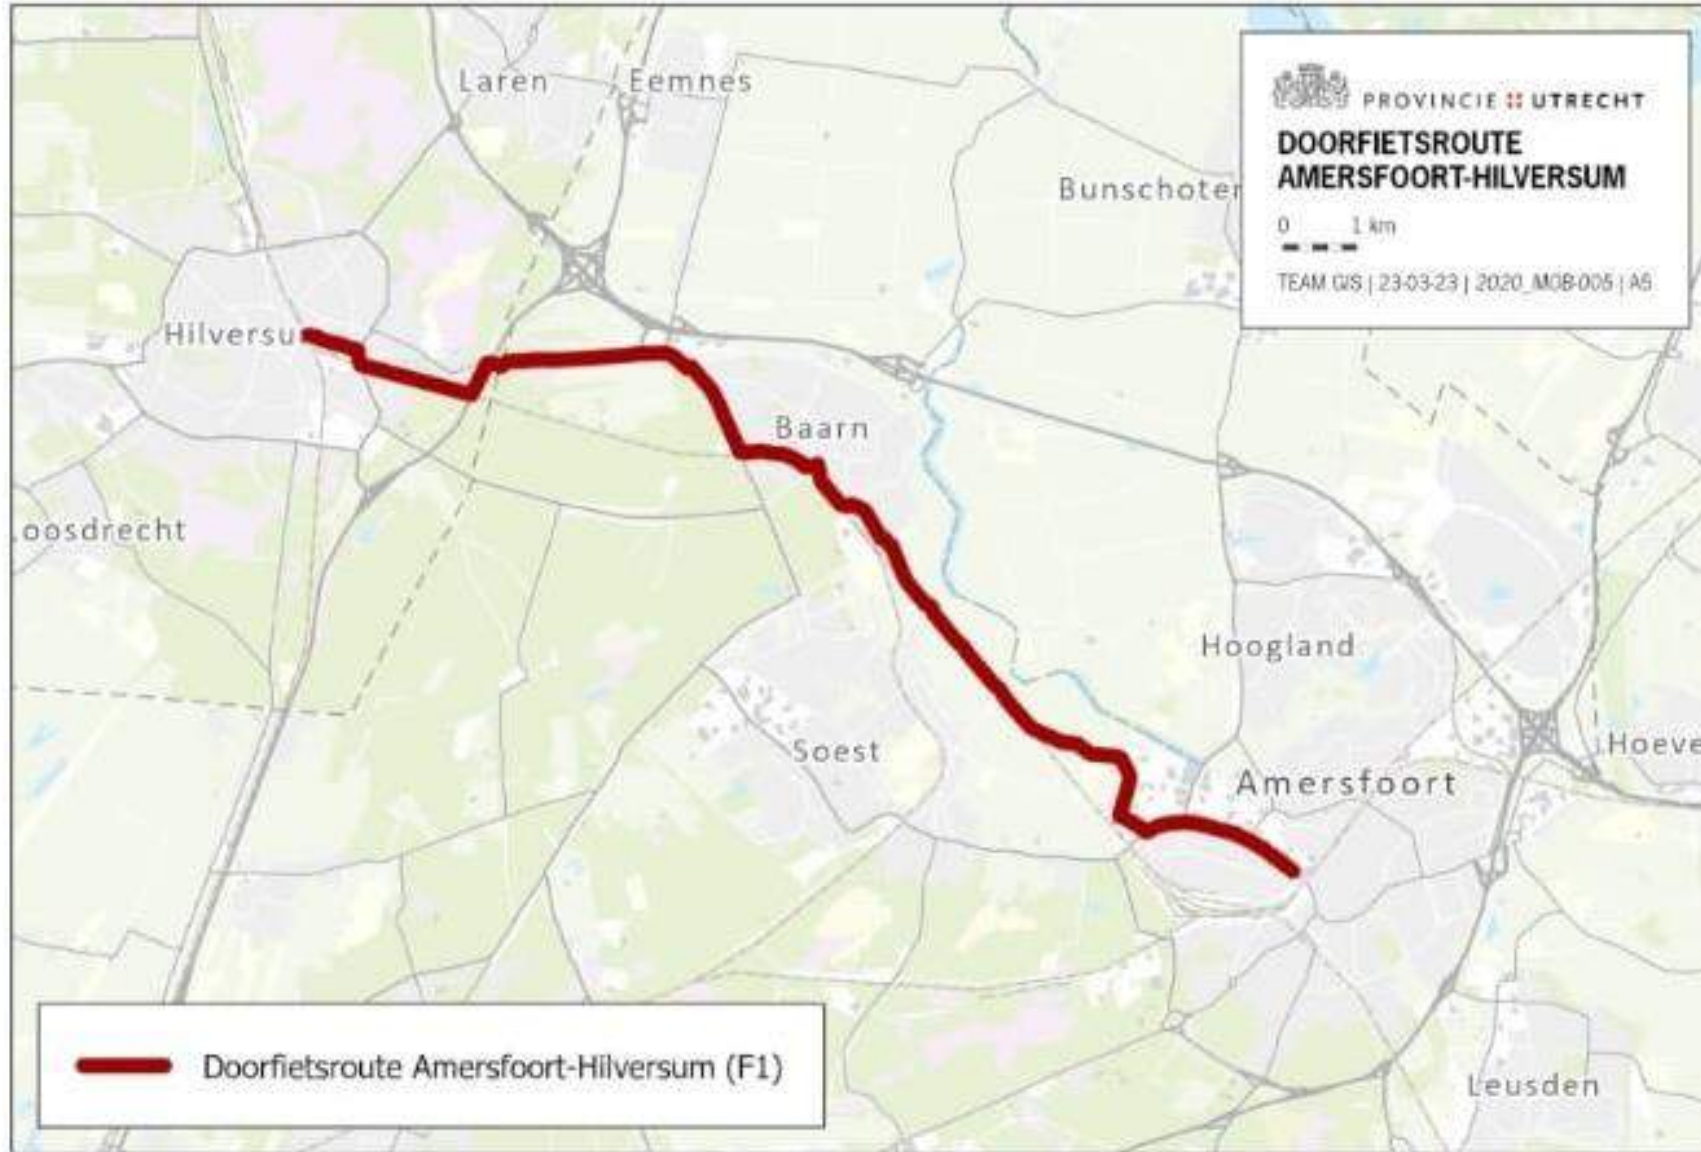 Laren
Eemnes
PROVINCIE UTRECHT
DOORFIETSROUTE
AMERSFOORT-HILVERSUM
0 1 km
TEAM GIS | 23-03-23 | 2020_MOB-005 | A5
Bunschoter
Hilversu
Baarn
oosdrecht
Hoogland
Soest
Hoeve
Amersfoort
Doorfietsroute Amersfoort-Hilversum (F1)
Leusden